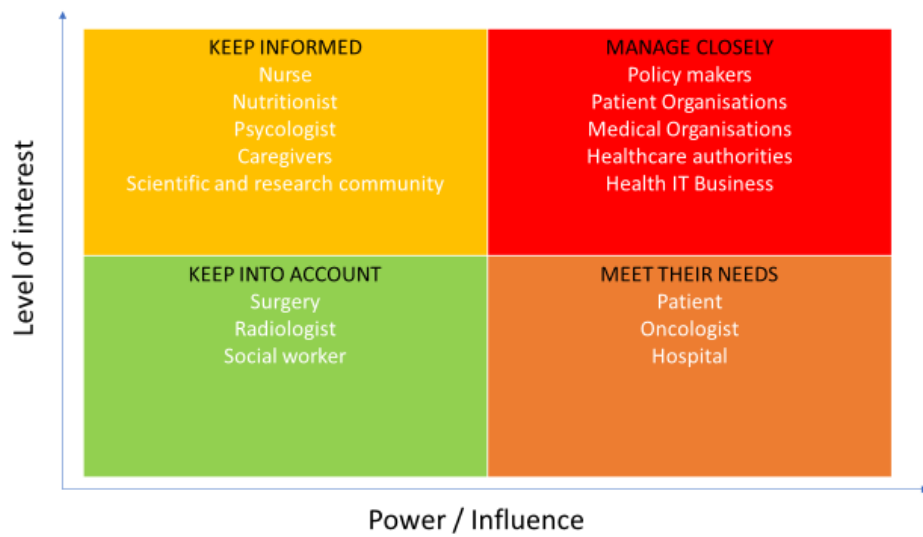 KEEP INFORMED
Nurse
Nutritionist
Psycologist
Caregivers
Scientific and research community
MANAGE CLOSELY
Policy makers
Patient Organisations
Medical Organisations
Healthcare authorities
Health IT Business
Level of interest
KEEP INTO ACCOUNT
Surgery
Radiologist
Social worker
MEET THEIR NEEDS
Patient
Oncologist
Hospital
Power / Influence